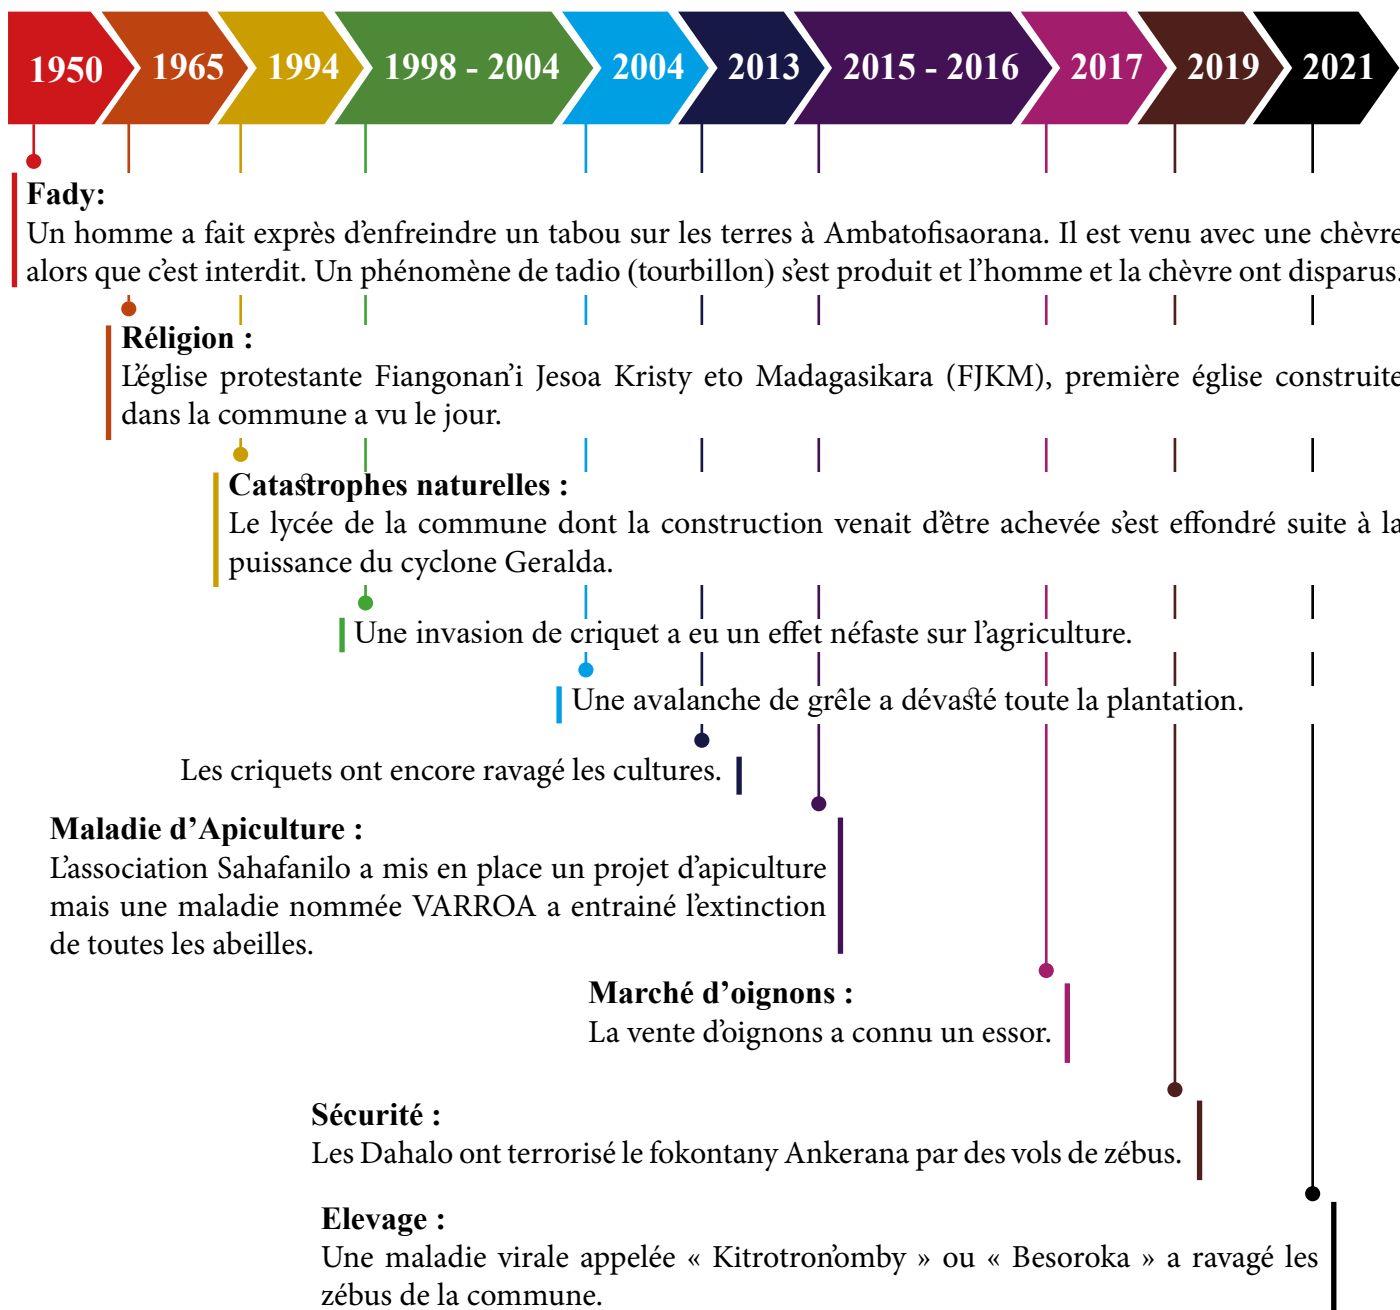 1950 1965 1994 1998 - 2004 2004 2013 2015 - 2016 2017 2019 2021
Fady:
Un homme a fait exprès d'enfreindre un tabou sur les terres à Ambatofisaorana. Il est venu avec une chèvre
alors que c'est interdit. Un phénomène de tadio (tourbillon) s'est produit et l'homme et la chèvre ont disparus.
Réligion :
L'église protestante Fiangonan'i Jesoa Kristy eto Madagasikara (FJKM), première église construite
dans la commune a vu le jour.
Catastrophes naturelles :
Le lycée de la commune dont la construction venait d'être achevée s'est effondré suite à la
puissance du cyclone Geralda.
Une invasion de criquet a eu un effet néfaste sur l'agriculture.
Une avalanche de grêle a dévasté toute la plantation.
Les criquets ont encore ravagé les cultures.
Maladie d'Apiculture :
L'association Sahafanilo a mis en place un projet d'apiculture
mais une maladie nommée VARROA a entrainé l'extinction
de toutes les abeilles.
Marché d'oignons :
La vente d'oignons a connu un essor.
Sécurité :
Les Dahalo ont terrorisé le fokontany Ankerana par des vols de zébus.
Elevage :
Une maladie virale appelée « Kitrotron'omby » ou « Besoroka » a ravagé les
zébus de la commune.